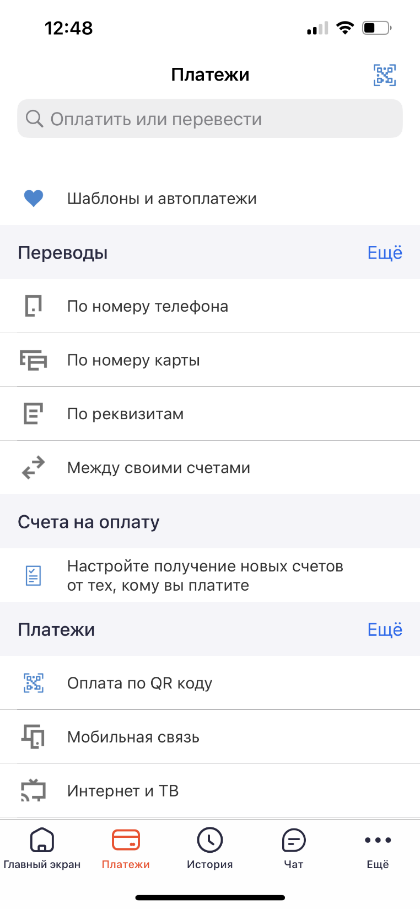 12:48
Платежи
Оплатить или перевести
Шаблоны и автоплатежи
Переводы
Ещё
По номеру телефона
По номеру карты
По реквизитам
Между своими счетами
Счета на оплату
Настройте получение новых счетов
от тех, кому вы платите
Платежи
Ещё
Оплата по QR коду
Мобильная связь
Интернет и ТВ
Главный экран
Платежи
История
Чат
Ещё